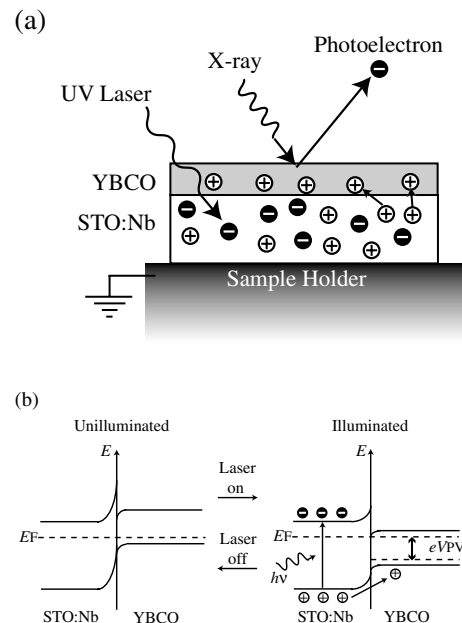 (a)
Photoelectron
X-ray
UV Laser
YBCO
STO:Nb
Sample Holder
(b)
Unilluminated
Illuminated
E
Laser
on
E
EF
Laser
off
EF
eVPV
hν
STO:Nb
YBCO
STO:Nb
YBCO